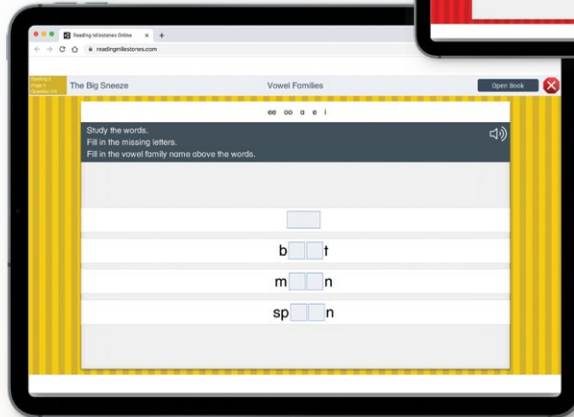 Reading Milestones Online
readingmilestones.com
The Big Sneeze
Vowel Families
Open Book
ee oo a e i
Study the words.
Fill in the missing letters.
Fill in the vowel family name above the words.
b t
m n
sp n